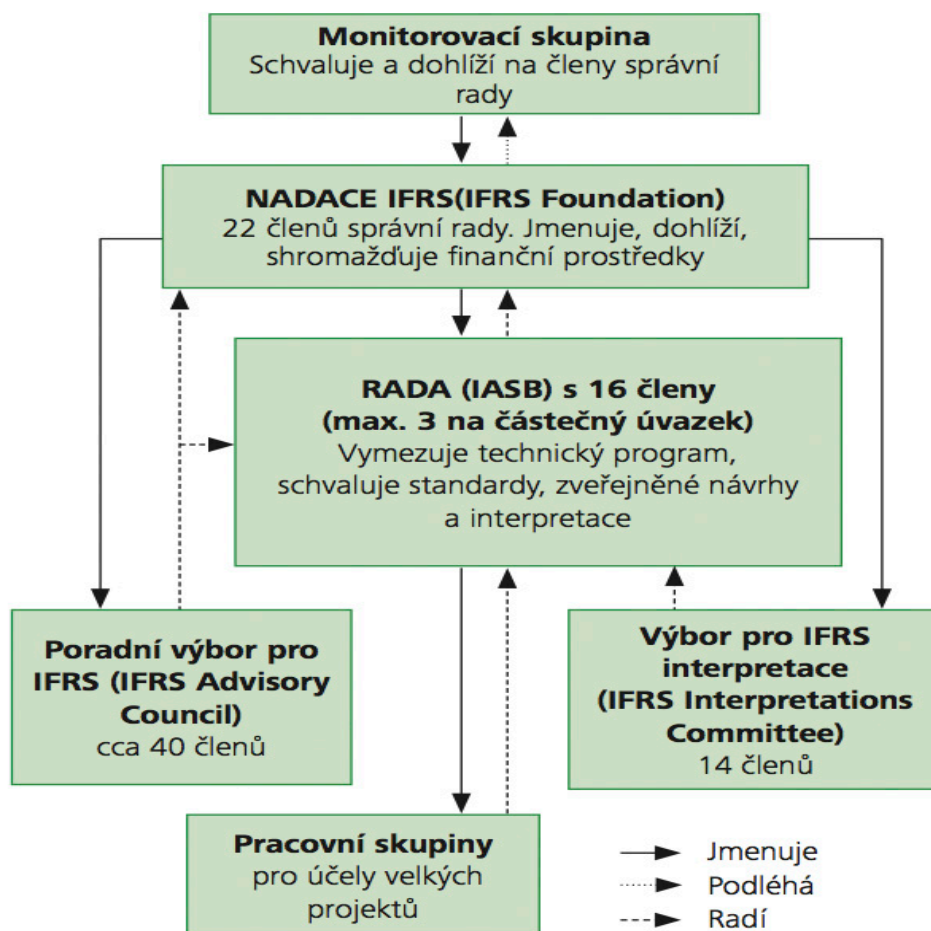 Monitorovací skupina
Schvaluje a dohlíží na členy správní
rady
NADACE IFRS(IFRS Foundation)
22 členů správní rady. Jmenuje, dohlíží,
shromažďuje finanční prostředky
RADA (IASB) s 16 členy
(max. 3 na částečný úvazek)
Vymezuje technický program,
schvaluje standardy, zveřejněné návrhy
a interpretace
Poradní výbor pro
IFRS (IFRS Advisory
Council)
cca 40 členů
Výbor pro IFRS
interpretace
(IFRS Interpretations
Committee)
14 členů
Pracovní skupiny
pro účely velkých
projektů
Jmenuje
Podléhá
Radí